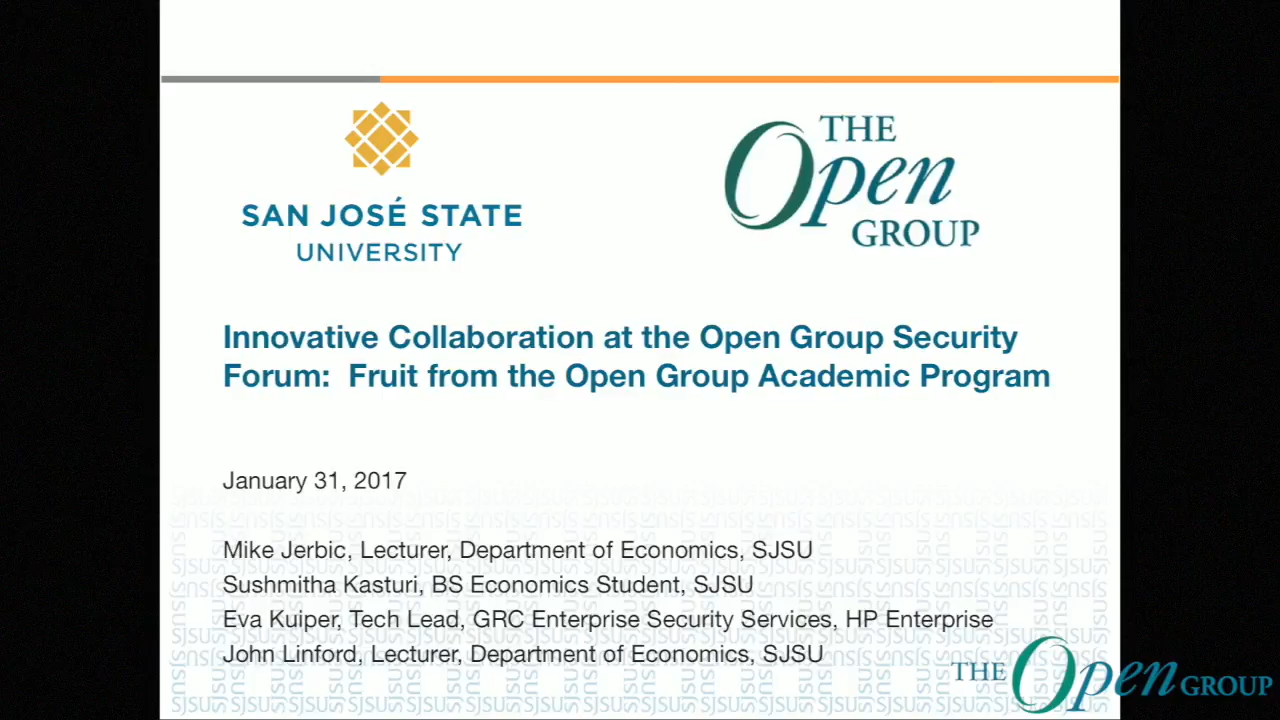 SAN JOSÉ STATE
UNIVERSITY
THE
Open
GROUP
Innovative Collaboration at the Open Group Security
Forum: Fruit from the Open Group Academic Program
January 31, 2017
Mike Jerbic, Lecturer, Department of Economics, SJSU
Sushmitha Kasturi, BS Economics Student, SJSU
Eva Kuiper, Tech Lead, GRC Enterprise Security Services, HP Enterprise
John Linford, Lecturer, Department of Economics, SJSU
THE Open GROUP